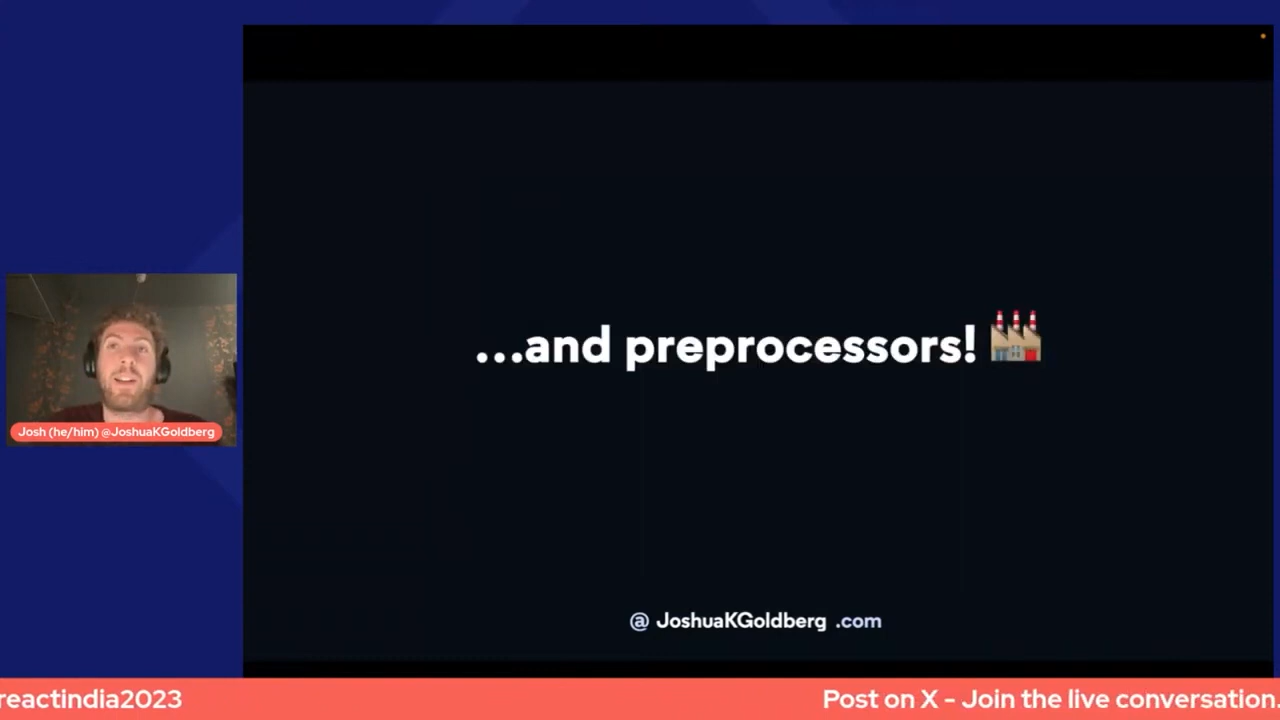 …and preprocessors!
Josh (he/him) @JoshuaKGoldberg
@ JoshuaKGoldberg .com
reactindia2023
Post on X - Join the live conversation.